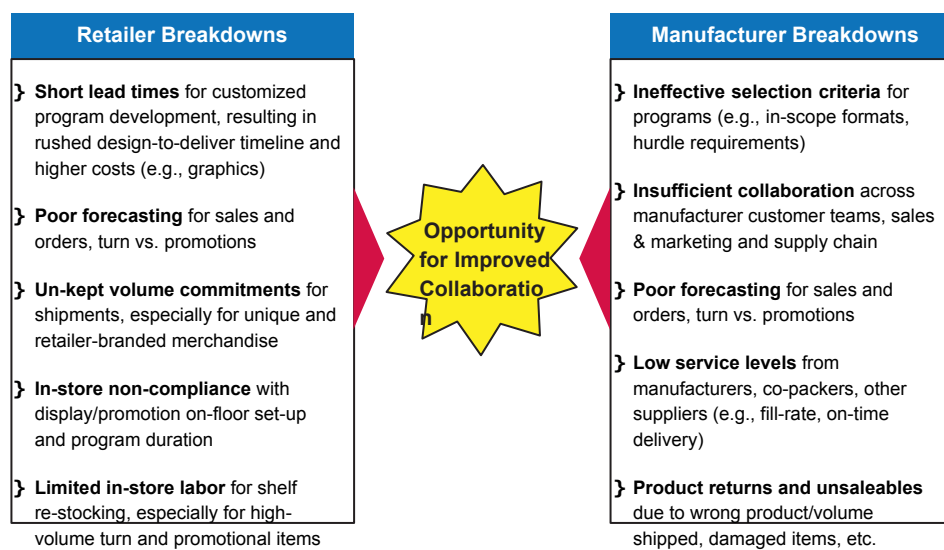 Retailer Breakdowns
} Short lead times for customized
program development, resulting in
rushed design-to-deliver timeline and
higher costs (e.g., graphics)
} Poor forecasting for sales and
orders, turn vs. promotions
} Un-kept volume commitments for
shipments, especially for unique and
retailer-branded merchandise
} In-store non-compliance with
display/promotion on-floor set-up
and program duration
} Limited in-store labor for shelf
re-stocking, especially for high-
volume turn and promotional items
Opportunity
for Improved
Collaboratio
n
Manufacturer Breakdowns
} Ineffective selection criteria for
programs (e.g., in-scope formats,
hurdle requirements)
} Insufficient collaboration across
manufacturer customer teams, sales
& marketing and supply chain
} Poor forecasting for sales and
orders, turn vs. promotions
} Low service levels from
manufacturers, co-packers, other
suppliers (e.g., fill-rate, on-time
delivery)
} Product returns and unsaleables
due to wrong product/volume
shipped, damaged items, etc.